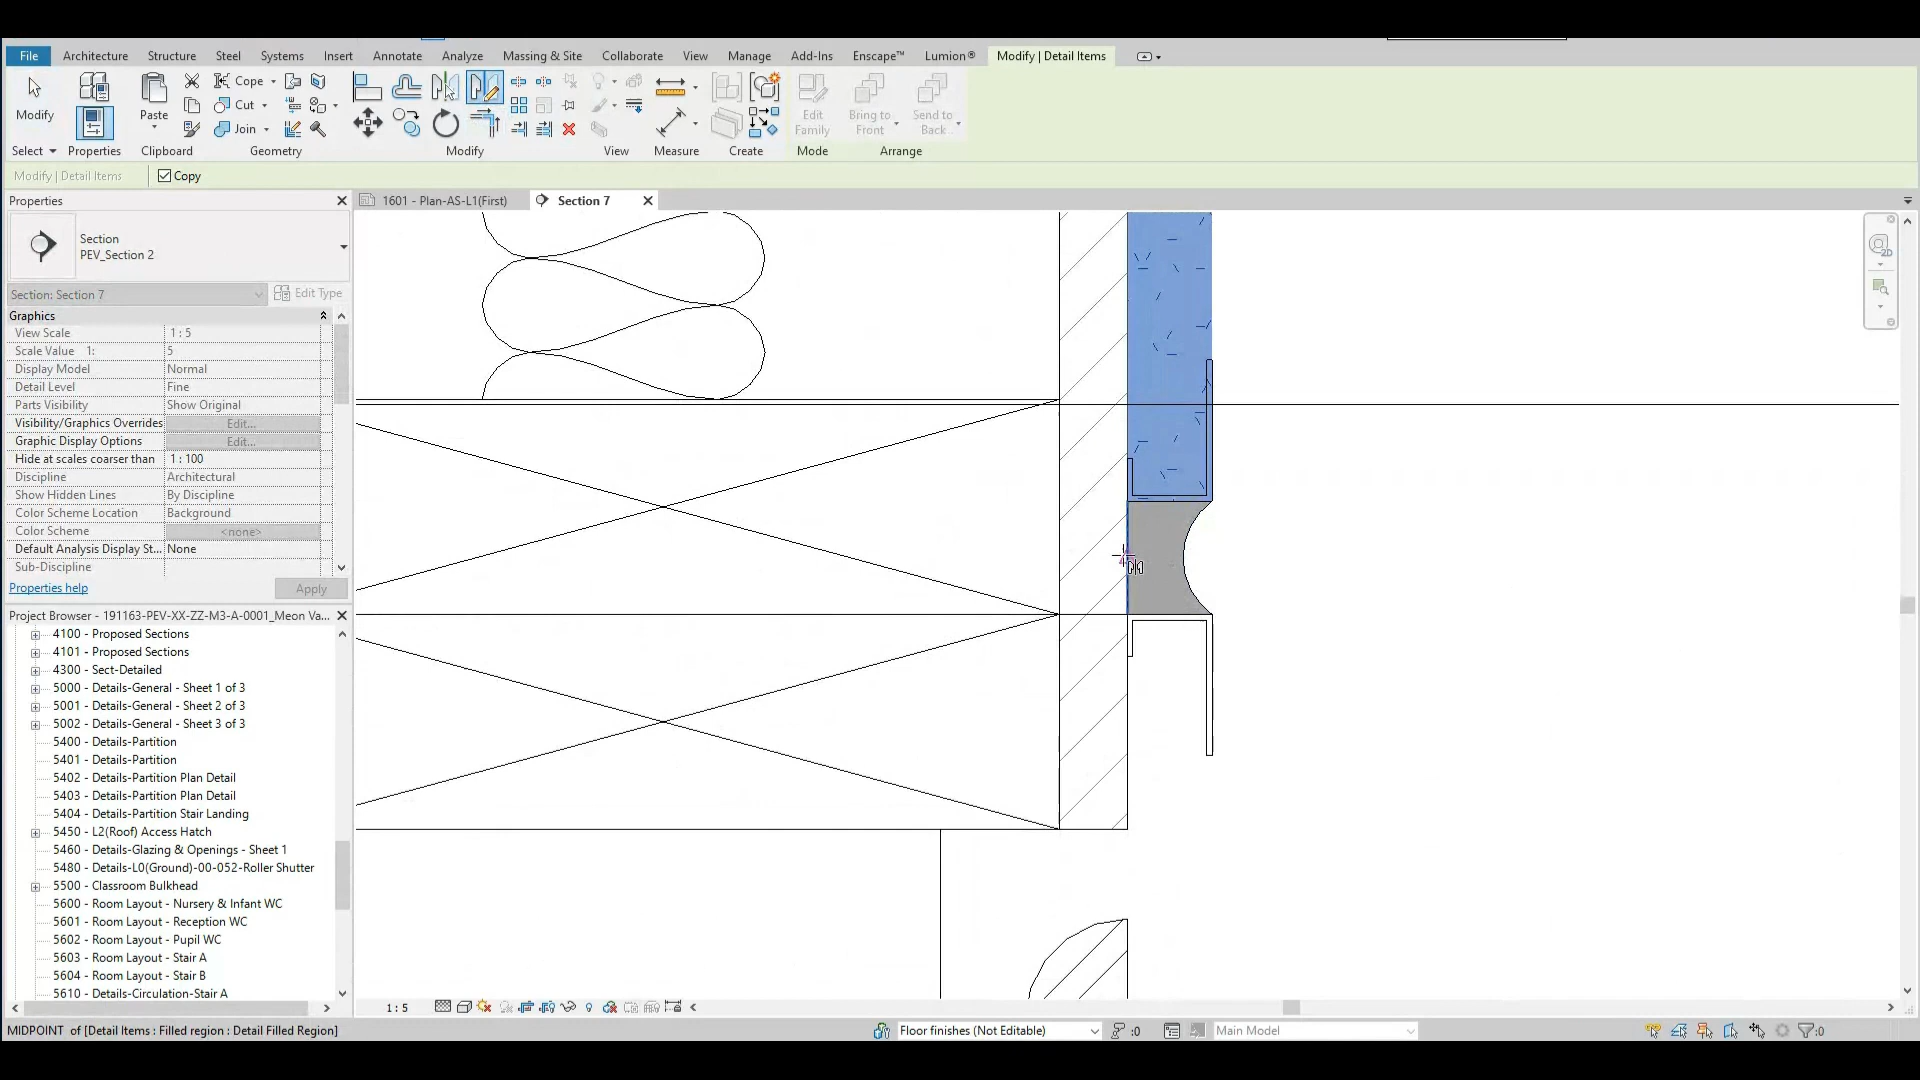 File Architecture Structure Steel Systems Insert Annotate Analyze Massing & Site Collaborate View Manage Add-Ins Enscape™ Lumion® Modify | Detail Items
Cope
Cut
Join
Modify Paste Edit Family Bring to Front Send to Back
Select Properties Clipboard Geometry Modify View Measure Create Mode Arrange
Modify | Detail Items Copy
Properties
1601 - Plan-AS-L1(First) Section 7
Section
PEV_Section 2
Section: Section 7 Edit Type
Graphics
View Scale 1 : 5
Scale Value 1: 5
Display Model Normal
Detail Level Fine
Parts Visibility Show Original
Visibility/Graphics Overrides Edit...
Graphic Display Options Edit...
Hide at scales coarser than 1 : 100
Discipline Architectural
Show Hidden Lines By Discipline
Color Scheme Location Background
Color Scheme <none>
Default Analysis Display St... None
Sub-Discipline
Properties help Apply
Project Browser - 191163-PEV-XX-ZZ-M3-A-0001_Meon Va...
4100 - Proposed Sections
4101 - Proposed Sections
4300 - Sect-Detailed
5000 - Details-General - Sheet 1 of 3
5001 - Details-General - Sheet 2 of 3
5002 - Details-General - Sheet 3 of 3
5400 - Details-Partition
5401 - Details-Partition
5402 - Details-Partition Plan Detail
5403 - Details-Partition Plan Detail
5404 - Details-Partition Stair Landing
5450 - L2(Roof) Access Hatch
5460 - Details-Glazing & Openings - Sheet 1
5480 - Details-L0(Ground)-00-052-Roller Shutter
5500 - Classroom Bulkhead
5600 - Room Layout - Nursery & Infant WC
5601 - Room Layout - Reception WC
5602 - Room Layout - Pupil WC
5603 - Room Layout - Stair A
5604 - Room Layout - Stair B
5610 - Details-Circulation-Stair A
1 : 5
MIDPOINT of [Detail Items : Filled region : Detail Filled Region] Floor finishes (Not Editable) :0 Main Model :0
2D